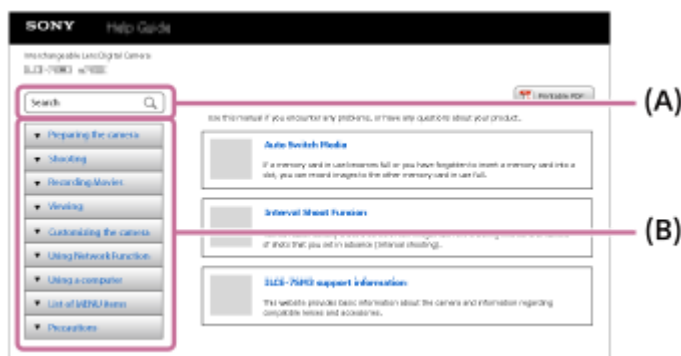 SONY Help Guide
Interchangeable Lens Digital Camera
Search
(A)
Printable PDF
Use this manual if you encounter any problems, or have any questions about your product.
Preparing the camera
Shooting
Recording Movies
Viewing
Customizing the camera
Using Network Function
Using a computer
List of MENU items
Precautions
(B)
Auto Switch Media
If a memory card in use becomes full or you have forgotten to insert a memory card into a
slot, you can record images to the other memory card in use full.
Interval Shoot Funcion
of shots that you set in advance (Interval shooting).
support information
This website provides basic information about the camera and information regarding
compatible lenses and accessories.